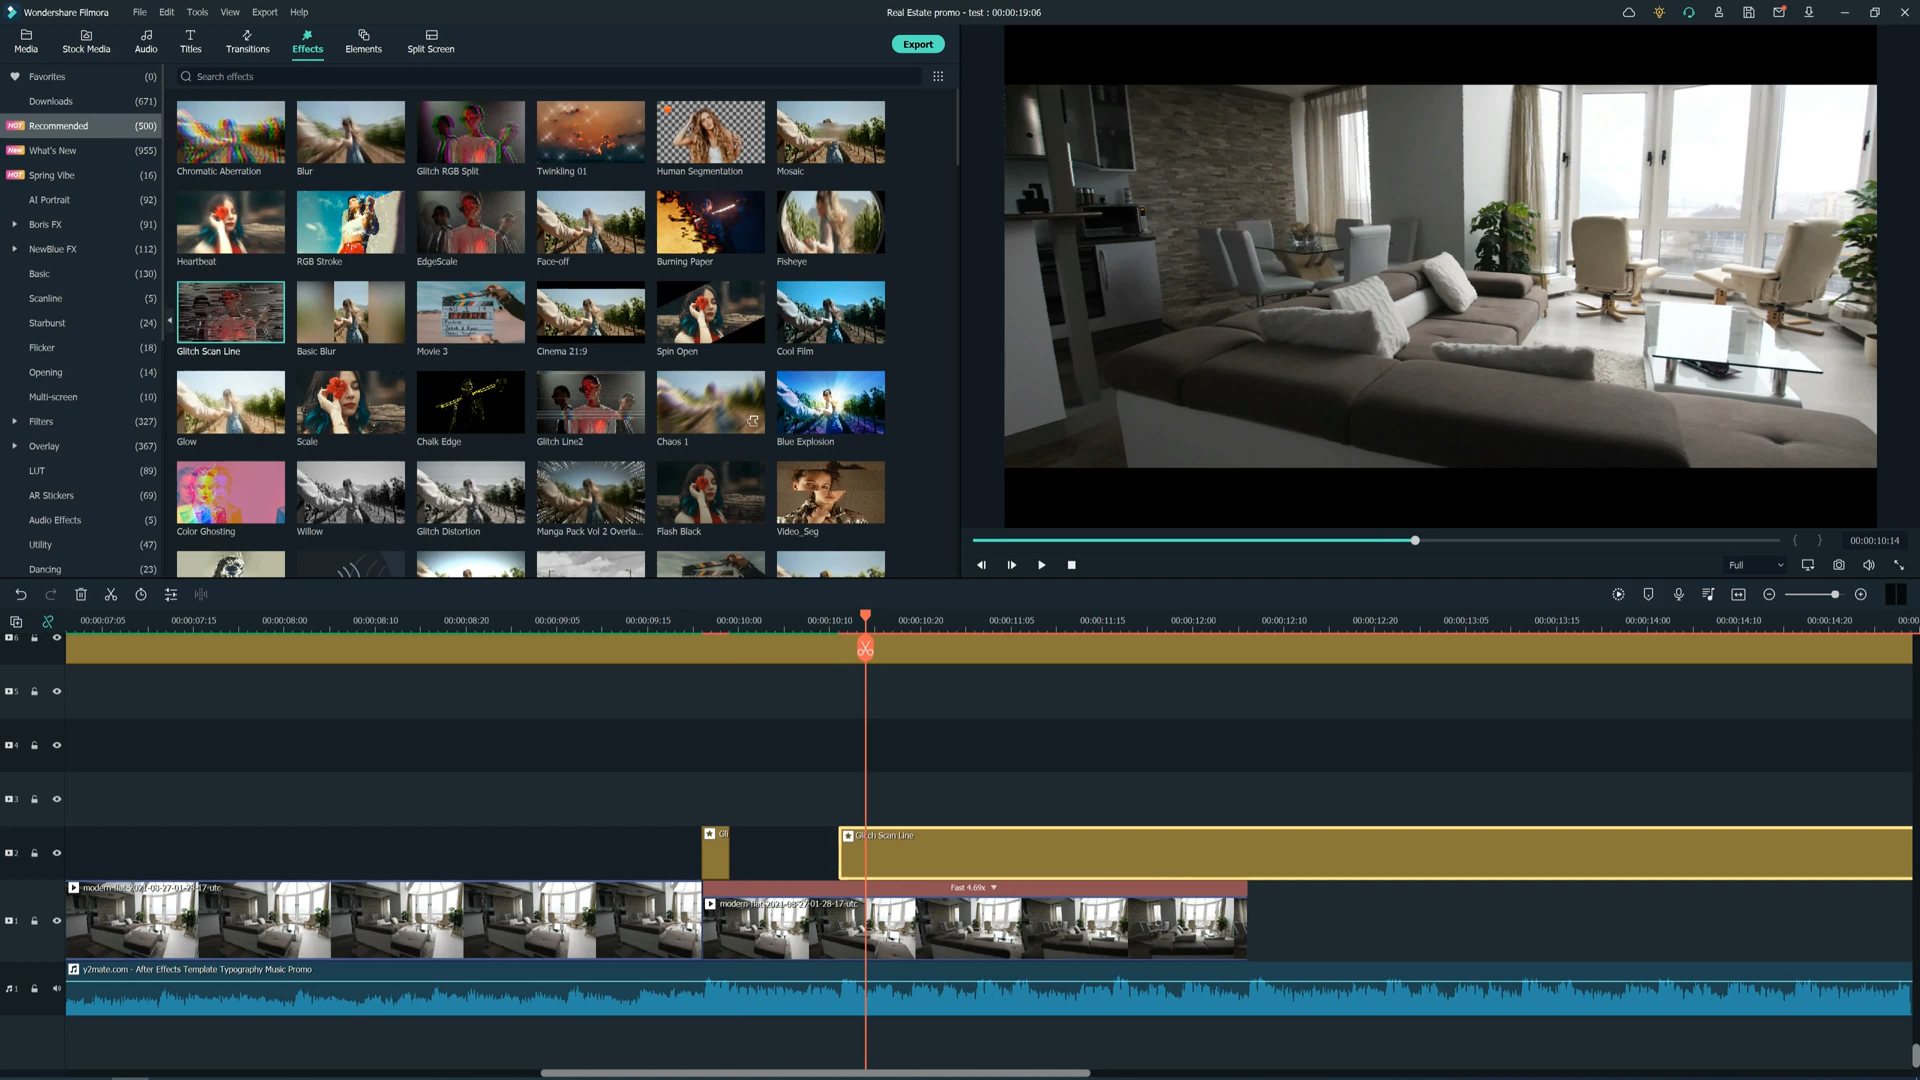 Wondershare Filmora
File Edit Tools View Export Help
Real Estate promo - test : 00:00:19:06
Media Stock Media Audio Titles Transitions Effects Elements Split Screen
Export
Favorites (0)
Search effects
Downloads (671)
HOT Recommended (500)
New What's New (955)
HOT Spring Vibe (16)
AI Portrait (92)
Boris FX (91)
NewBlue FX (112)
Basic (130)
Scanline (5)
Starburst (24)
Flicker (18)
Opening (14)
Multi-screen (10)
Filters (327)
Overlay (367)
LUT (89)
AR Stickers (69)
Audio Effects (5)
Utility (47)
Dancing (23)
Chromatic Aberration Blur Glitch RGB Split Twinkling 01 Human Segmentation Mosaic
Heartbeat RGB Stroke EdgeScale Face-off Burning Paper Fisheye
Glitch Scan Line Basic Blur Movie 3 Cinema 21:9 Spin Open Cool Film
Glow Scale Chalk Edge Glitch Line2 Chaos 1 Blue Explosion
Color Ghosting Willow Glitch Distortion Manga Pack Vol 2 Overla... Flash Black Video_Seg
{ } 00:00:10:14
Full
00:00:07:05 00:00:07:15 00:00:08:00 00:00:08:10 00:00:08:20 00:00:09:05 00:00:09:15 00:00:10:00 00:00:10:10 00:00:10:20 00:00:11:05 00:00:11:15 00:00:12:00 00:00:12:10 00:00:12:20 00:00:13:05 00:00:13:15 00:00:14:00 00:00:14:10 00:00:14:20 00:00
6
5
4
3
2 Gli Glitch Scan Line
modern-flat-2021-08-27-01-28-17-utc Fast 4.69x
modern-flat-2021-08-27-01-28-17-utc
1
y2mate.com - After Effects Template Typography Music Promo
1